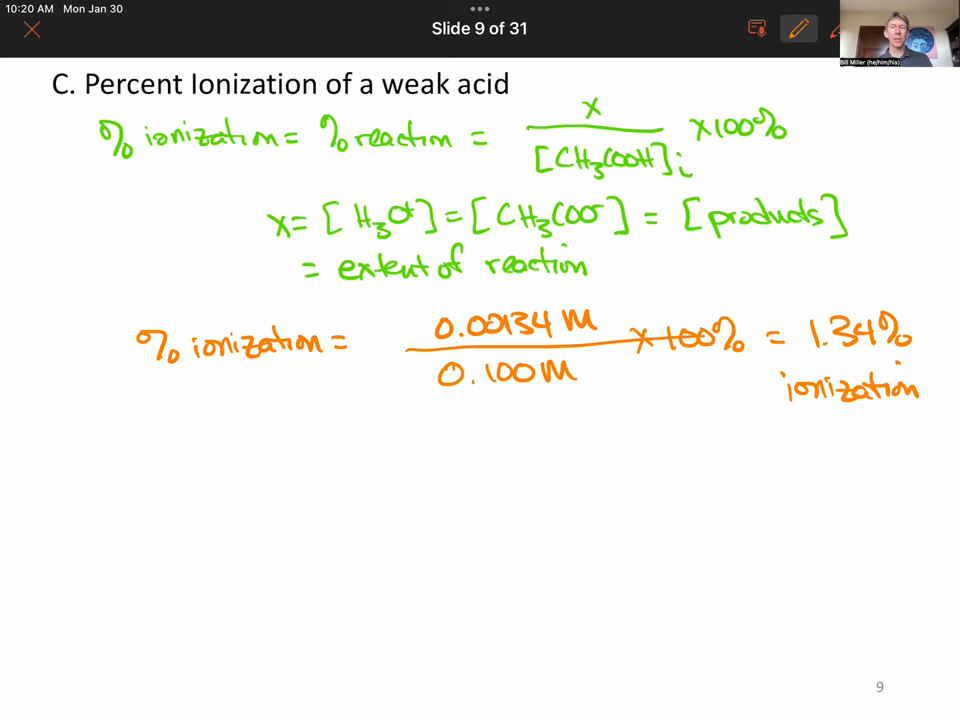 10:20 AM Mon Jan 30
Slide 9 of 31
Bill Miller (he/him/his)
C. Percent Ionization of a weak acid
% ionization = % reaction = x / [CH₃COOH]ᵢ x 100%
x = [H₃O⁺] = [CH₃COO⁻] = [products]
= extent of reaction
% ionization = 0.00134 M / 0.100 M x 100% = 1.34%
ionization
9